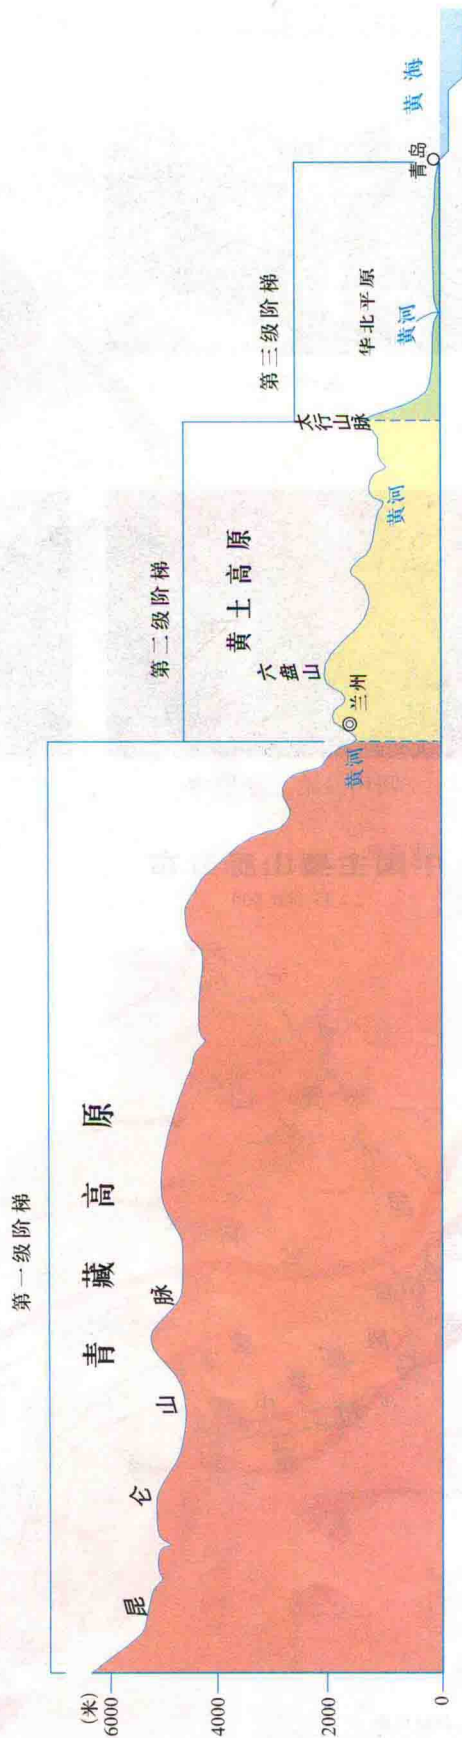 第一级阶梯
青藏高原
昆仑山脉
第二级阶梯
黄土高原
六盘山
兰州
黄河
第三级阶梯
太行山脉
黄河
华北平原
黄河
青岛
黄海
(米)
6000
4000
2000
0